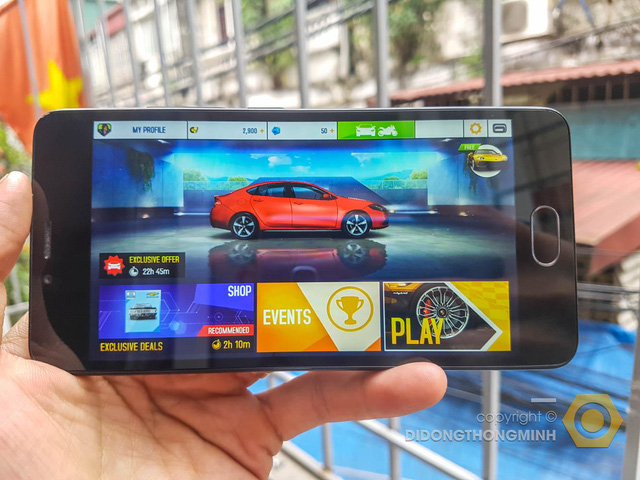 MY PROFILE
2,900 +
50 +
FREE
EXCLUSIVE OFFER
22h 45m
SHOP
RECOMMENDED
EXCLUSIVE DEALS
2h 10m
EVENTS
PLAY
copyright ©
DIDONGTHONGMINH